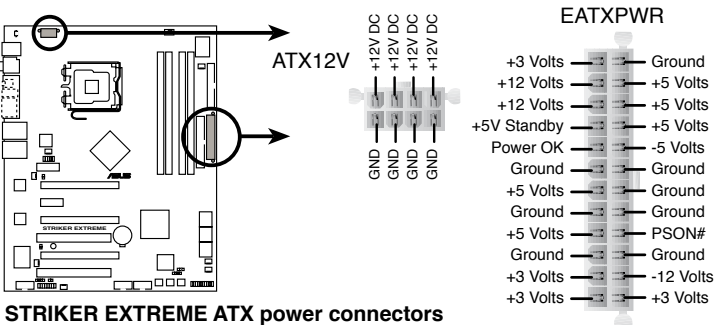 EATXPWR
ATX12V
+12V DC
+12V DC
+12V DC
+12V DC
GND
GND
GND
GND
+3 Volts Ground
+12 Volts +5 Volts
+12 Volts +5 Volts
+5V Standby +5 Volts
Power OK -5 Volts
Ground Ground
+5 Volts Ground
Ground Ground
+5 Volts PSON#
Ground Ground
+3 Volts -12 Volts
+3 Volts +3 Volts
ASUS
STRIKER EXTREME
STRIKER EXTREME ATX power connectors